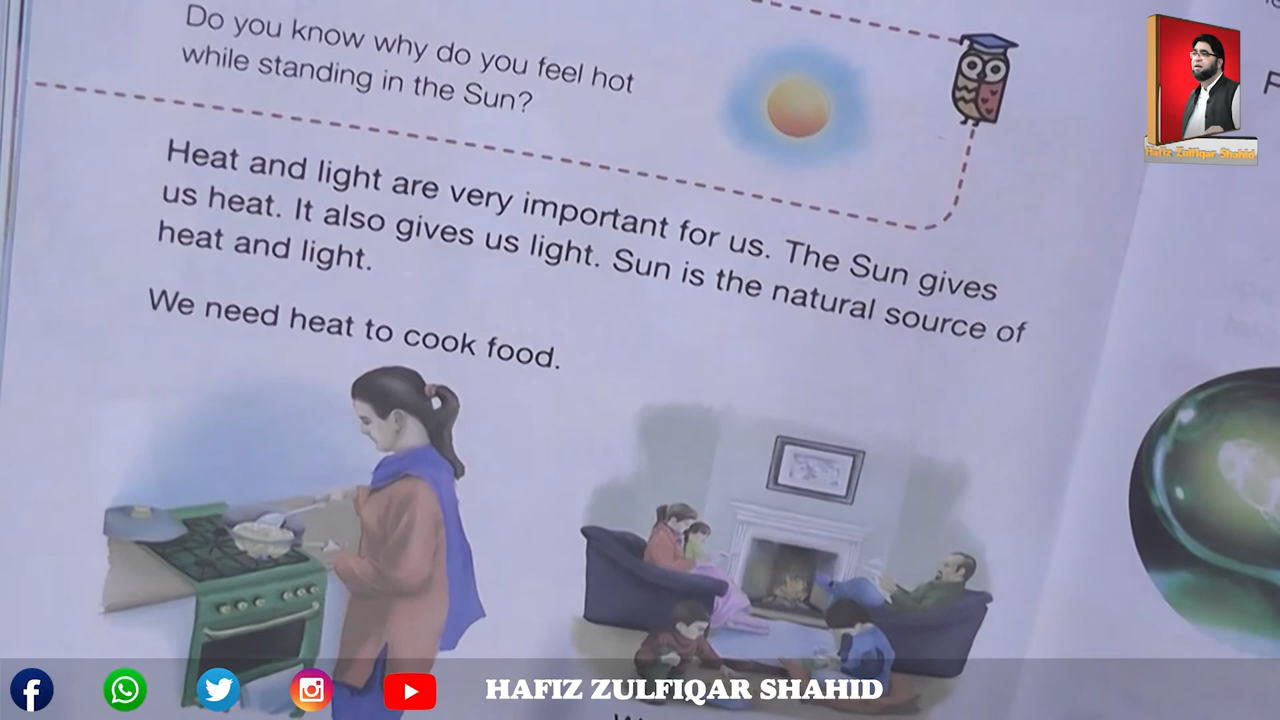 Do you know why do you feel hot
while standing in the Sun?
Heat and light are very important for us. The Sun gives
us heat. It also gives us light. Sun is the natural source of
heat and light.
We need heat to cook food.
Hafiz Zulfiqar Shahid
HAFIZ ZULFIQAR SHAHID